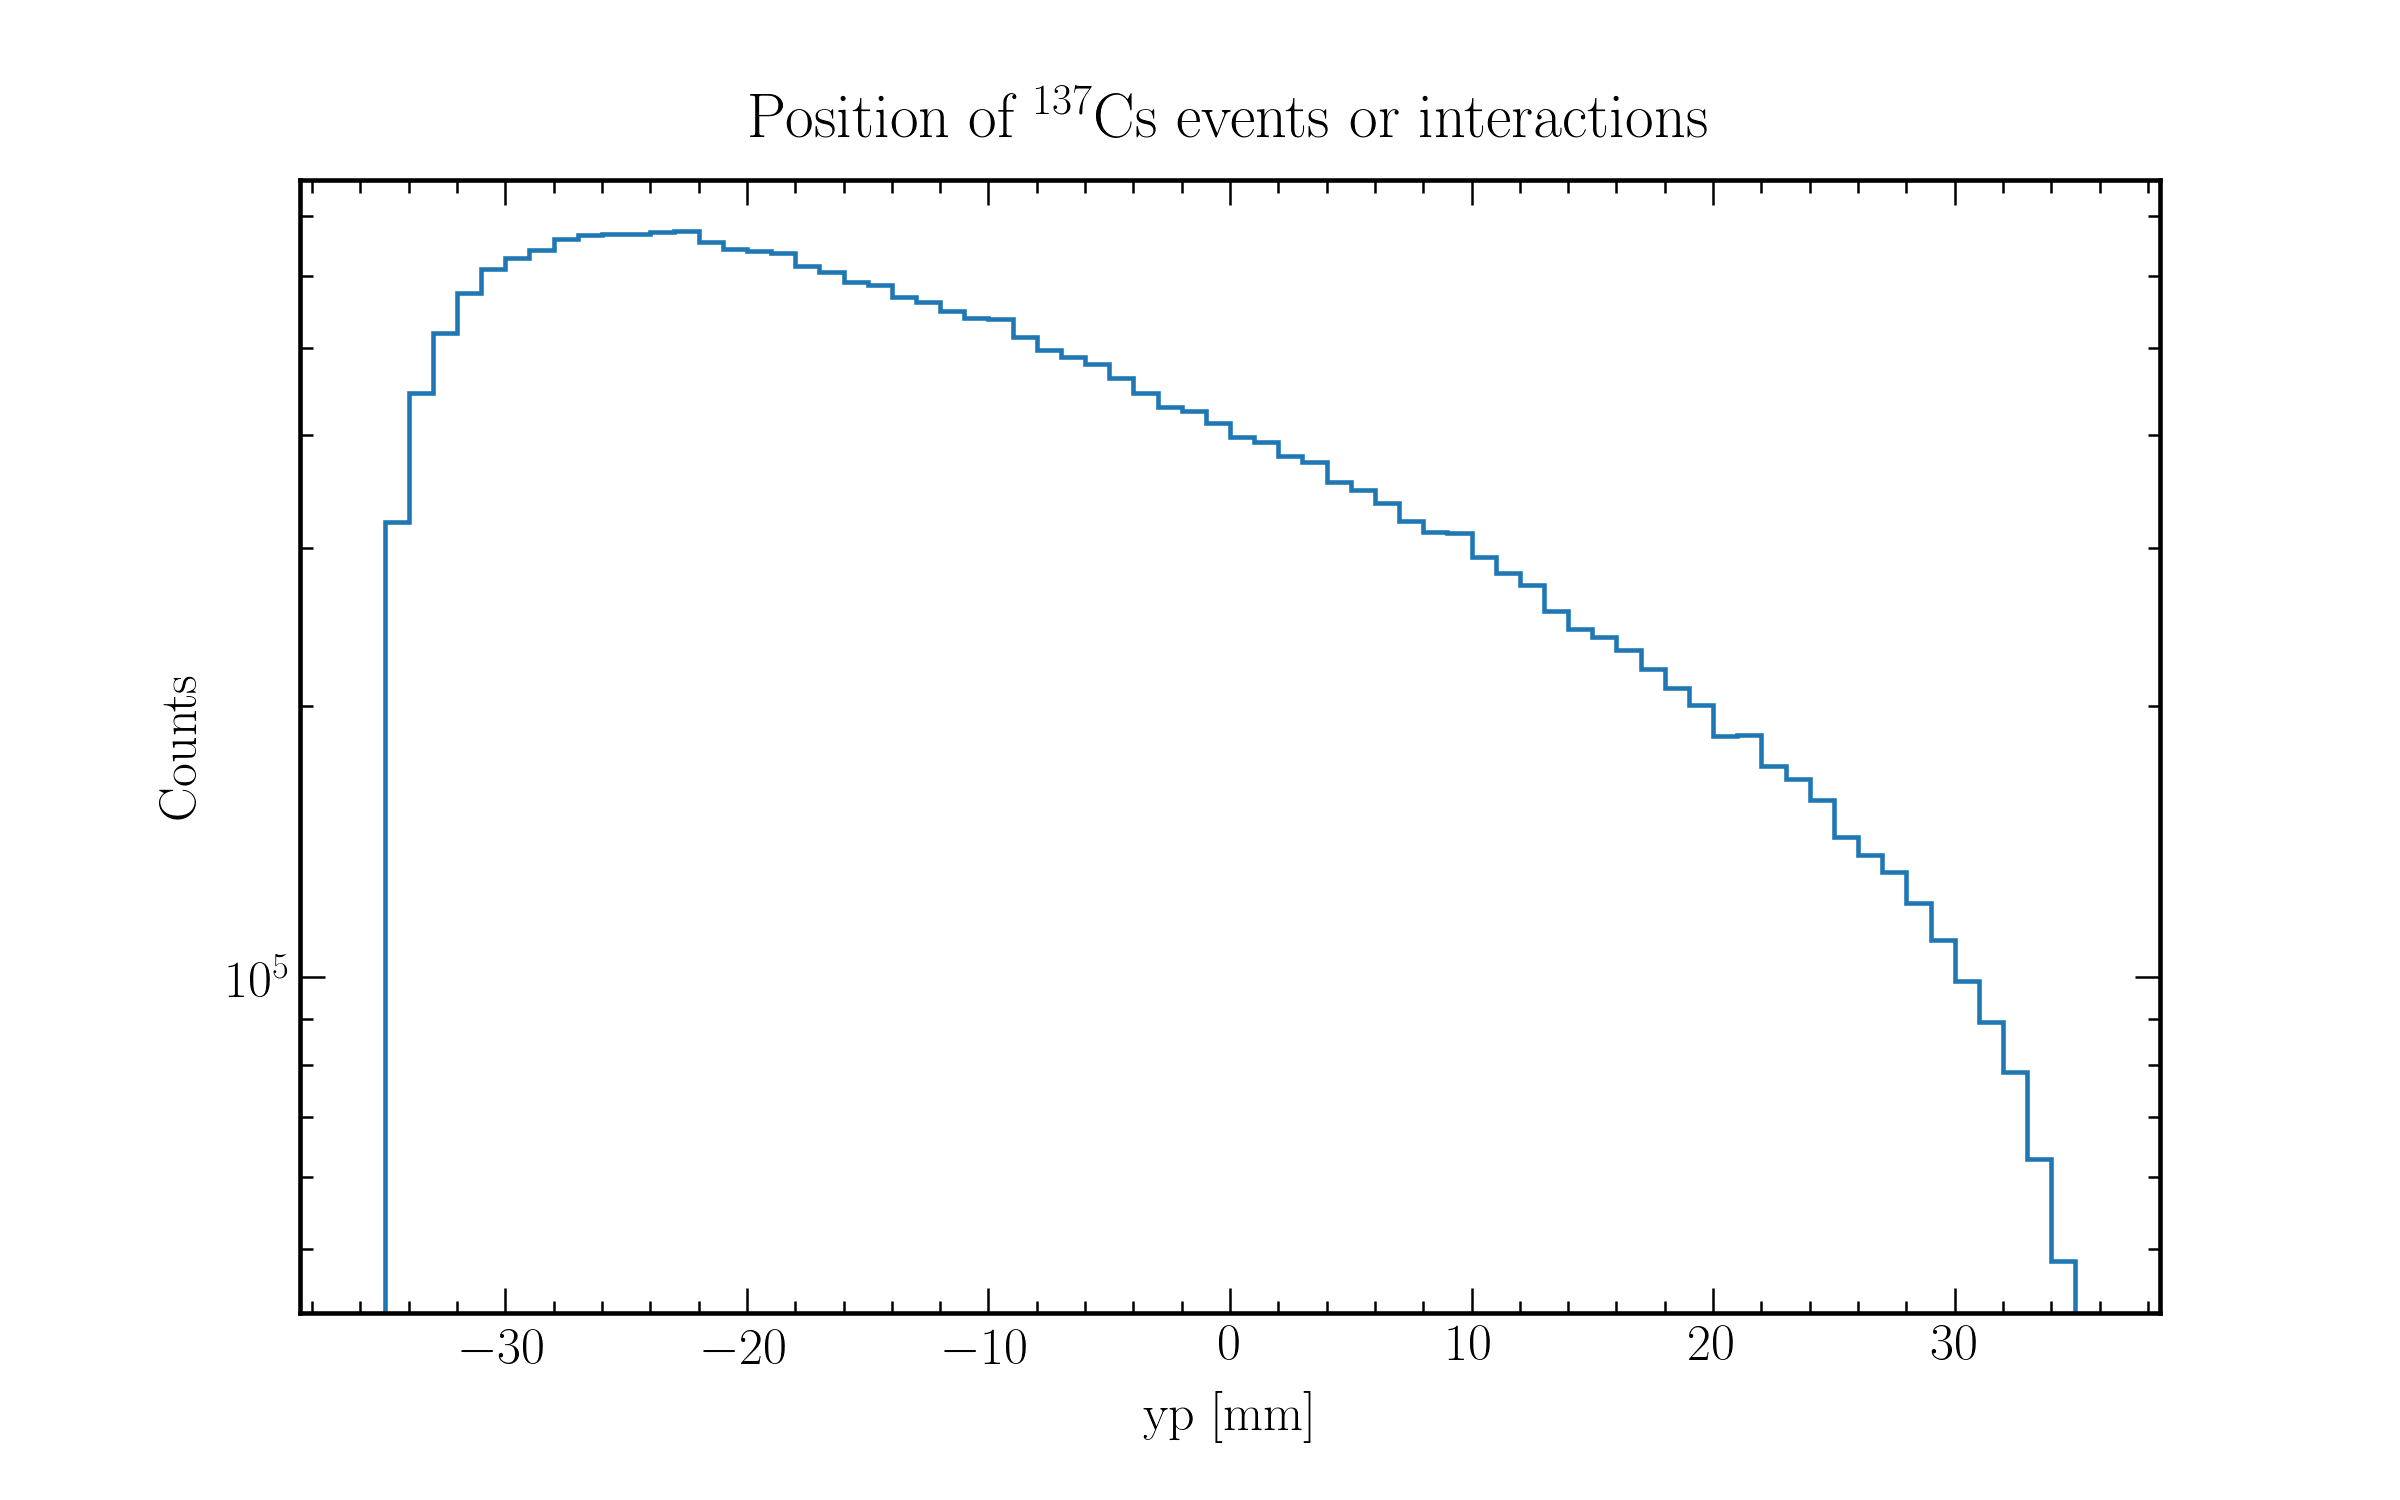 Position of ¹³⁷Cs events or interactions
Counts
10⁵
−30 −20 −10 0 10 20 30
yp [mm]